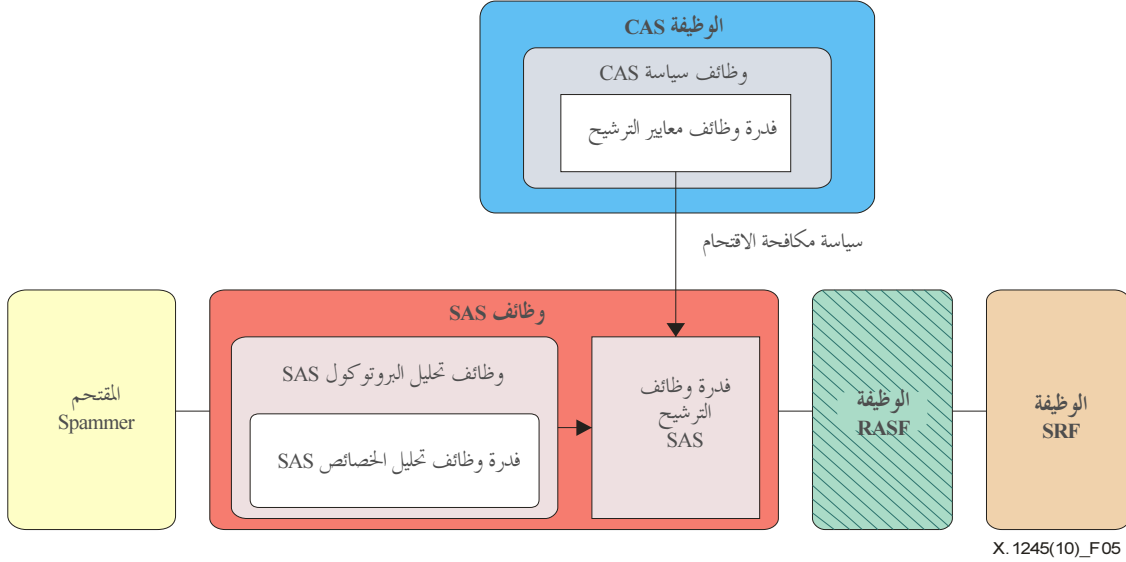 الوظيفة CAS
وظائف سياسة CAS
فدرة وظائف معايير الترشيح
سياسة مكافحة الاقتحام
وظائف SAS
المقتحم
Spammer
وظائف تحليل البروتوكول SAS
فدرة وظائف تحليل الخصائص SAS
فدرة وظائف
الترشيح
SAS
الوظيفة
RASF
الوظيفة
SRF
X.1245(10)_F05